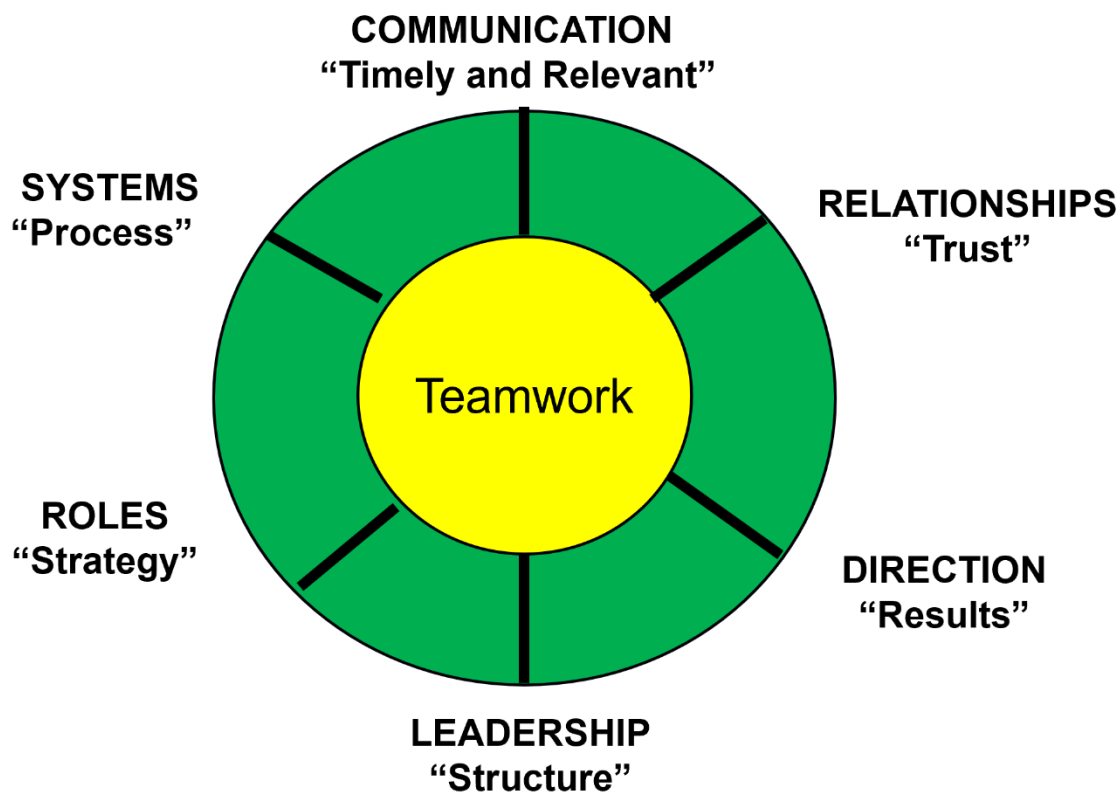 COMMUNICATION
“Timely and Relevant”
SYSTEMS
“Process”
RELATIONSHIPS
“Trust”
Teamwork
ROLES
“Strategy”
DIRECTION
“Results”
LEADERSHIP
“Structure”